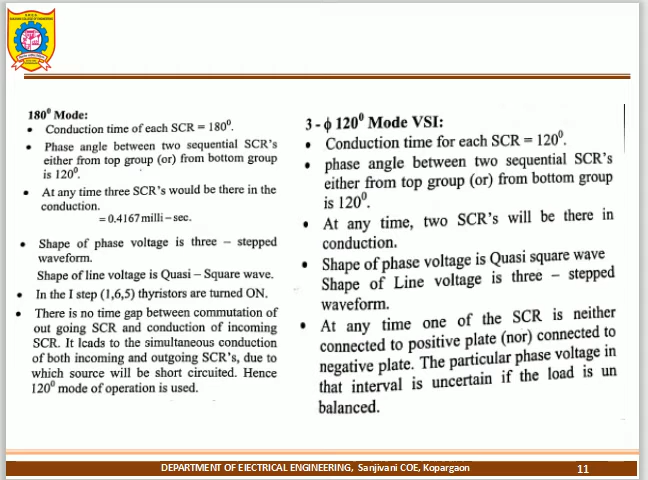 180⁰ Mode:
• Conduction time of each SCR = 180⁰.
• Phase angle between two sequential SCR's
either from top group (or) from bottom group
is 120⁰.
• At any time three SCR's would be there in the
conduction.
= 0.4167 milli – sec.
• Shape of phase voltage is three – stepped
waveform.
Shape of line voltage is Quasi – Square wave.
• In the I step (1,6,5) thyristors are turned ON.
• There is no time gap between commutation of
out going SCR and conduction of incoming
SCR. It leads to the simultaneous conduction
of both incoming and outgoing SCR's, due to
which source will be short circuited. Hence
120⁰ mode of operation is used.
3 - ϕ 120⁰ Mode VSI:
• Conduction time for each SCR = 120⁰.
• phase angle between two sequential SCR's
either from top group (or) from bottom group
is 120⁰.
• At any time, two SCR's will be there in
conduction.
• Shape of phase voltage is Quasi square wave
Shape of Line voltage is three – stepped
waveform.
• At any time one of the SCR is neither
connected to positive plate (nor) connected to
negative plate. The particular phase voltage in
that interval is uncertain if the load is un
balanced.
DEPARTMENT OF ElECTRICAL ENGINEERING, Sanjivani COE, Kopargaon
11